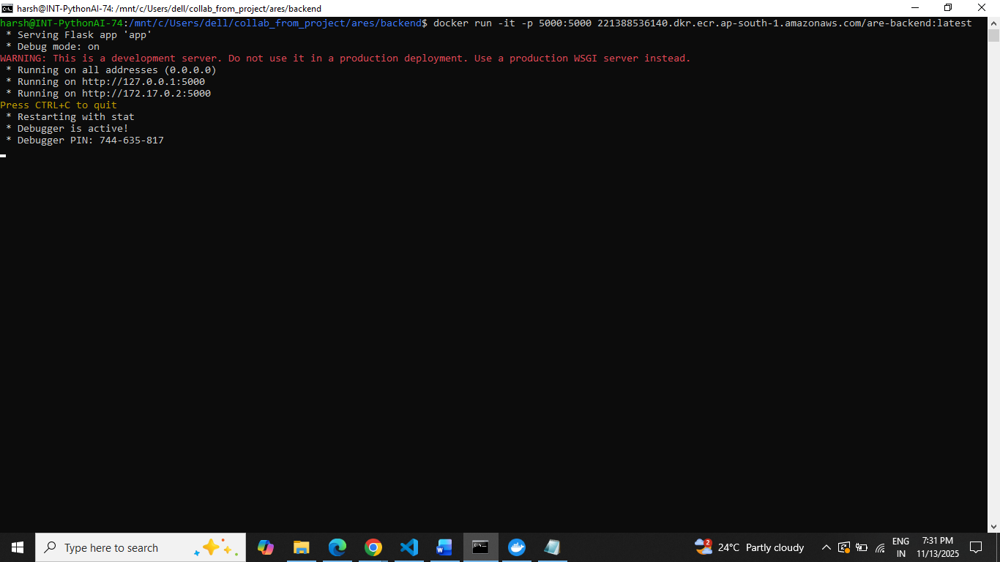 harsh@INT-PythonAI-74: /mnt/c/Users/dell/collab_from_project/ares/backend
harsh@INT-PythonAI-74:/mnt/c/Users/dell/collab_from_project/ares/backend$ docker run -it -p 5000:5000 221388536140.dkr.ecr.ap-south-1.amazonaws.com/are-backend:latest
 * Serving Flask app 'app'
 * Debug mode: on
WARNING: This is a development server. Do not use it in a production deployment. Use a production WSGI server instead.
 * Running on all addresses (0.0.0.0)
 * Running on http://127.0.0.1:5000
 * Running on http://172.17.0.2:5000
Press CTRL+C to quit
 * Restarting with stat
 * Debugger is active!
 * Debugger PIN: 744-635-817
Type here to search
2
24°C Partly cloudy
ENG
IN
7:31 PM
11/13/2025